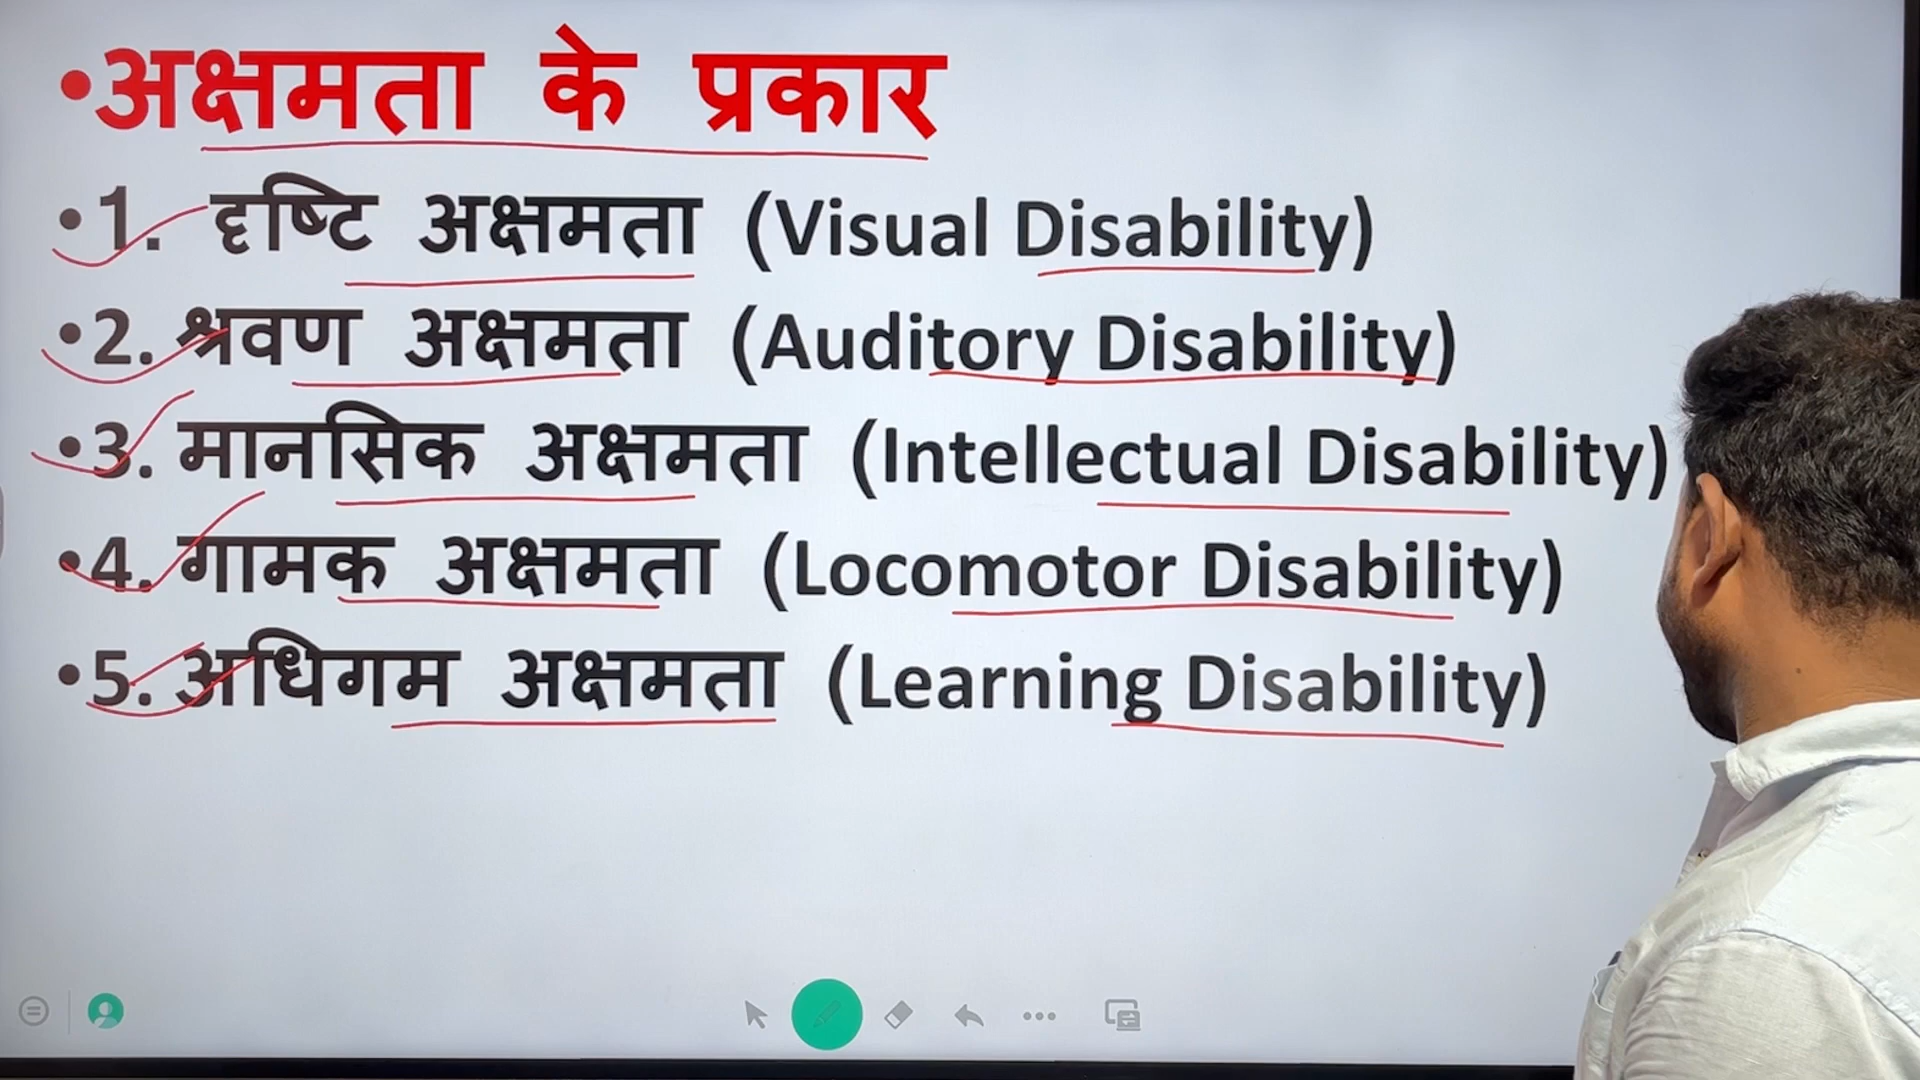 •अक्षमता के प्रकार
•1. दृष्टि अक्षमता (Visual Disability)
•2. श्रवण अक्षमता (Auditory Disability)
•3. मानसिक अक्षमता (Intellectual Disability)
•4. गामक अक्षमता (Locomotor Disability)
•5. अधिगम अक्षमता (Learning Disability)